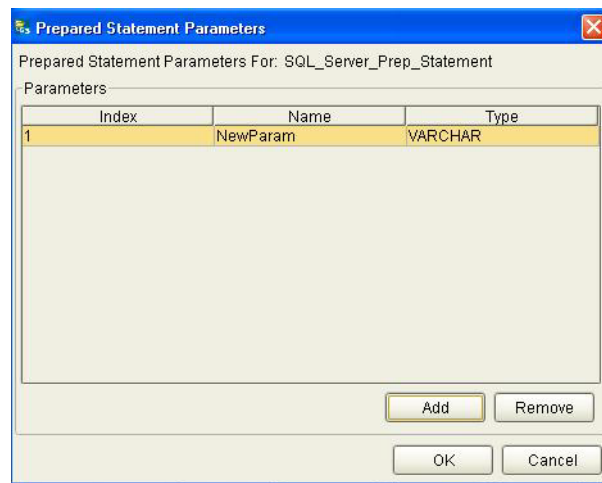 Prepared Statement Parameters
Prepared Statement Parameters For: SQL_Server_Prep_Statement
Parameters
Index Name Type
1 NewParam VARCHAR
Add Remove
OK Cancel